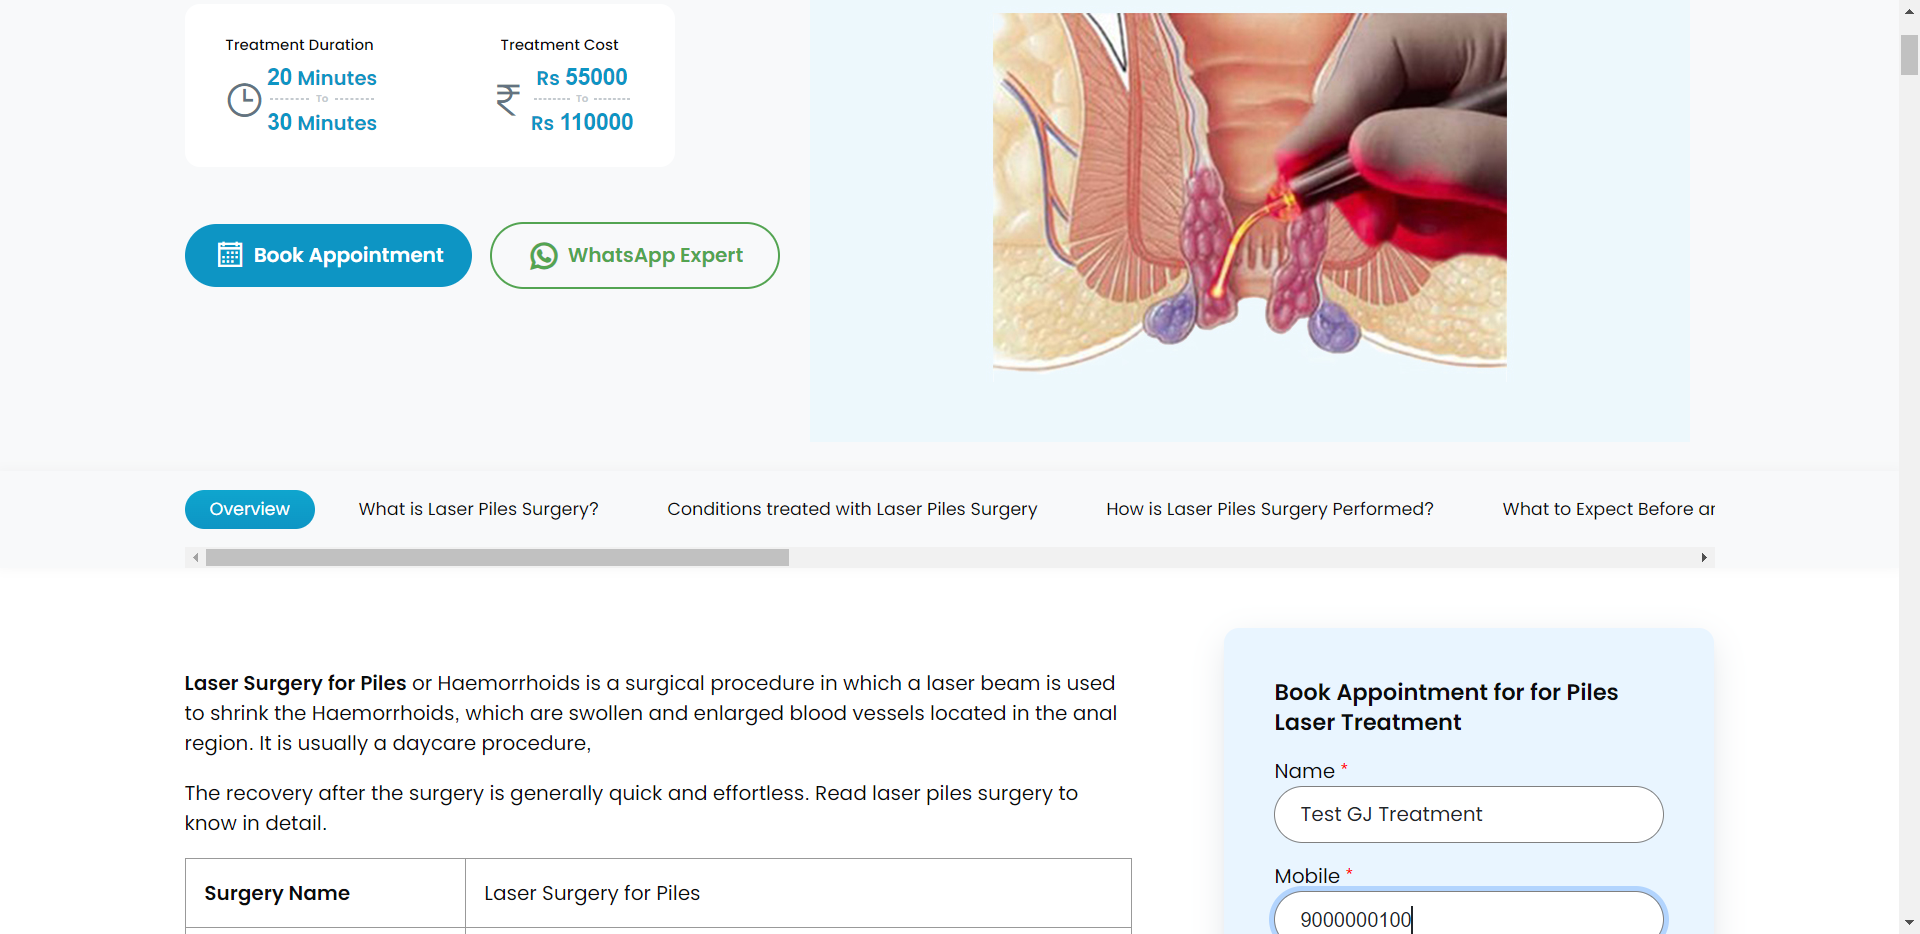 Treatment Duration
20 Minutes
To
30 Minutes
Treatment Cost
Rs 55000
To
Rs 110000
Book Appointment
WhatsApp Expert
Overview
What is Laser Piles Surgery?
Conditions treated with Laser Piles Surgery
How is Laser Piles Surgery Performed?
What to Expect Before ar
Laser Surgery for Piles or Haemorrhoids is a surgical procedure in which a laser beam is used
to shrink the Haemorrhoids, which are swollen and enlarged blood vessels located in the anal
region. It is usually a daycare procedure,
The recovery after the surgery is generally quick and effortless. Read laser piles surgery to
know in detail.
Surgery Name
Laser Surgery for Piles
Book Appointment for for Piles
Laser Treatment
Name *
Test GJ Treatment
Mobile *
9000000100